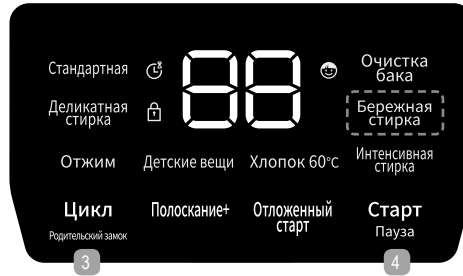 Стандартная
88
Очистка
бака
Деликатная
стирка
Бережная
стирка
Отжим
Детские вещи
Хлопок 60°C
Интенсивная
стирка
Цикл
Родительский замок
Полоскание+
Отложенный
старт
Старт
Пауза
3
4